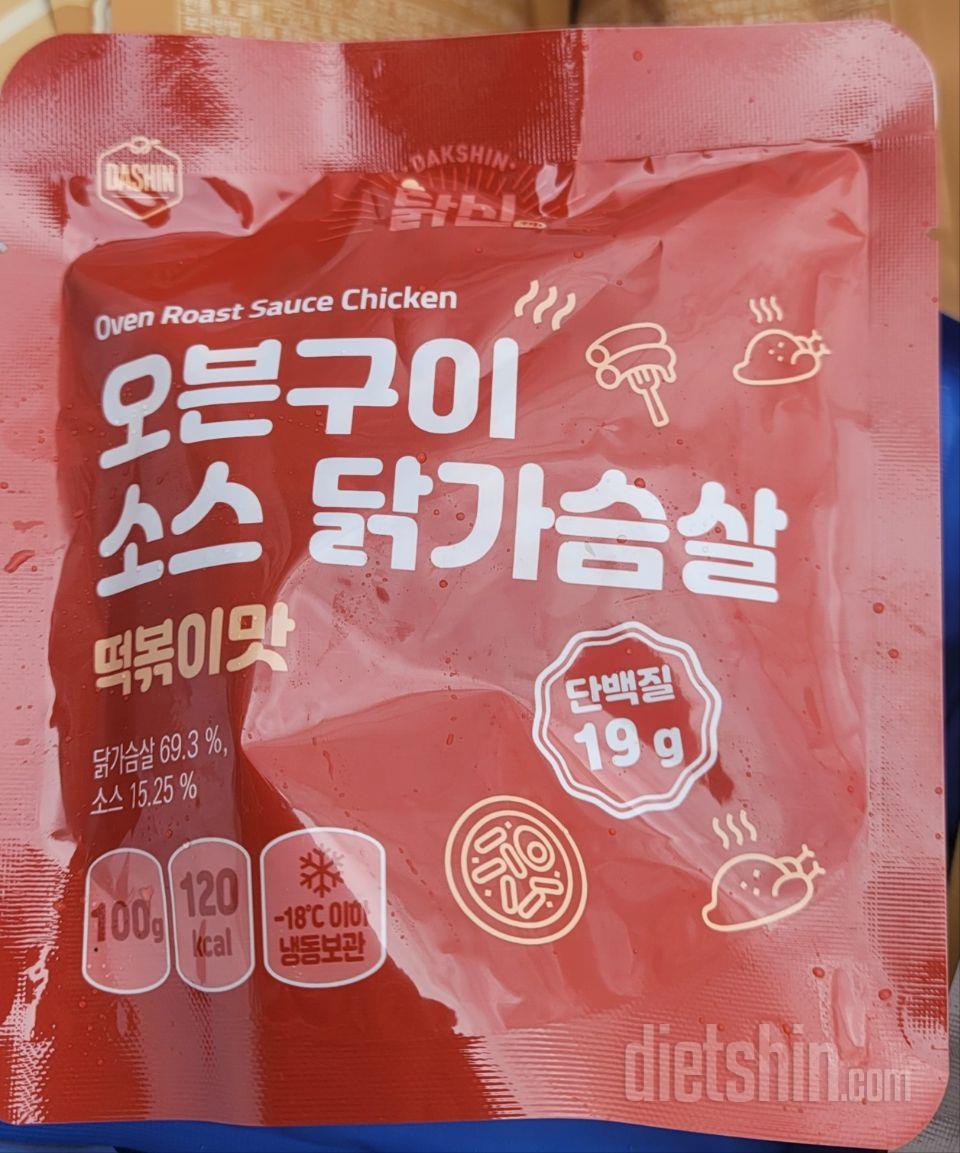 DASHIN
·DAKSHIN·
닭신
Oven Roast Sauce Chicken
오븐구이
소스 닭가슴살
떡볶이맛
단백질
19 g
닭가슴살 69.3 %,
소스 15.25 %
100g
120
kcal
-18℃ 이하
냉동보관
dietshin.com